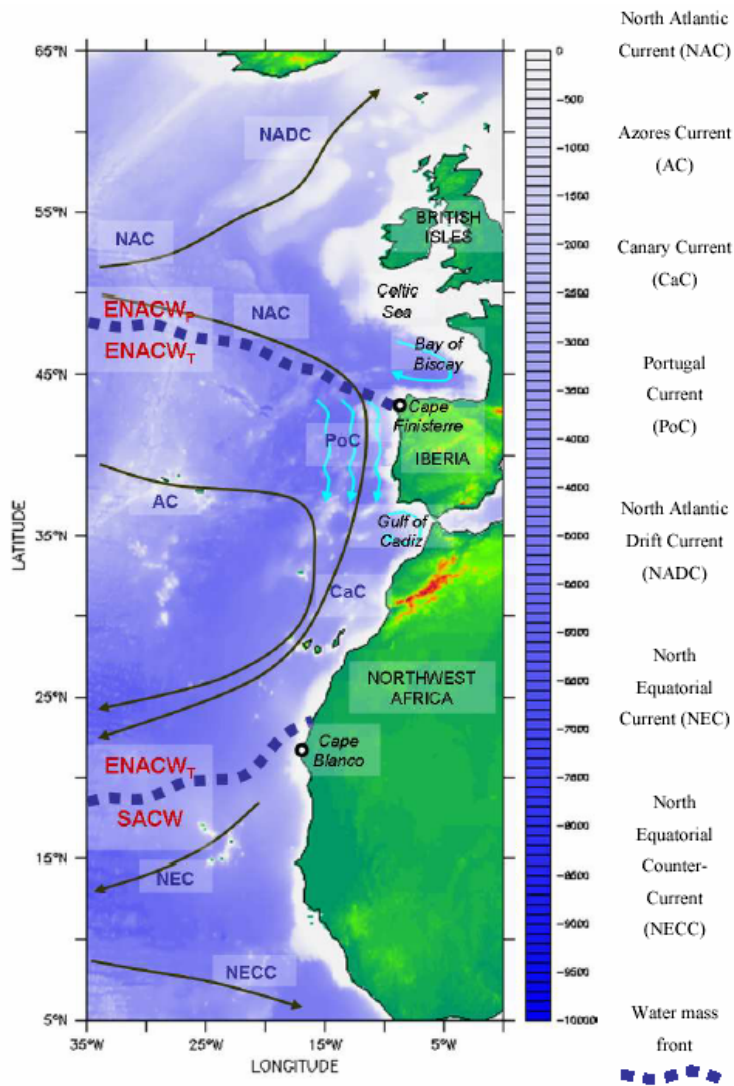 65°N
55°N
45°N
35°N
25°N
15°N
5°N
LATITUDE
35°W
25°W
15°W
5°W
LONGITUDE
NADC
NAC
BRITISH
ISLES
Celtic
Sea
ENACWP
NAC
ENACWT
Bay of
Biscay
Cape
Finisterre
PoC
IBERIA
AC
Gulf of
Cadiz
CaC
NORTHWEST
AFRICA
Cape
Blanco
ENACWT
SACW
NEC
NECC
0
-500
-1000
-1500
-2000
-2500
-3000
-3500
-4000
-4500
-5000
-5500
-6000
-6500
-7000
-7500
-8000
-8500
-9000
-9500
-10000
North Atlantic
Current (NAC)
Azores Current
(AC)
Canary Current
(CaC)
Portugal
Current
(PoC)
North Atlantic
Drift Current
(NADC)
North
Equatorial
Current (NEC)
North
Equatorial
Counter-
Current
(NECC)
Water mass
front